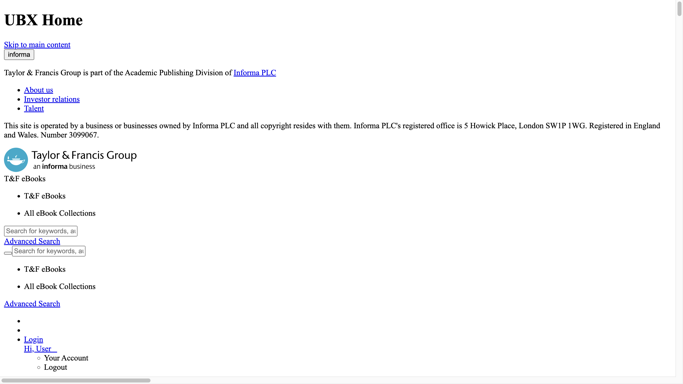 UBX Home
Skip to main content
informa
Taylor & Francis Group is part of the Academic Publishing Division of Informa PLC
About us
Investor relations
Talent
This site is operated by a business or businesses owned by Informa PLC and all copyright resides with them. Informa PLC's registered office is 5 Howick Place, London SW1P 1WG. Registered in England
and Wales. Number 3099067.
Taylor & Francis Group
an informa business
T&F eBooks
T&F eBooks
All eBook Collections
Search for keywords,
Advanced Search
Search for keywords,
T&F eBooks
All eBook Collections
Advanced Search
Login
Hi, User
Your Account
Logout